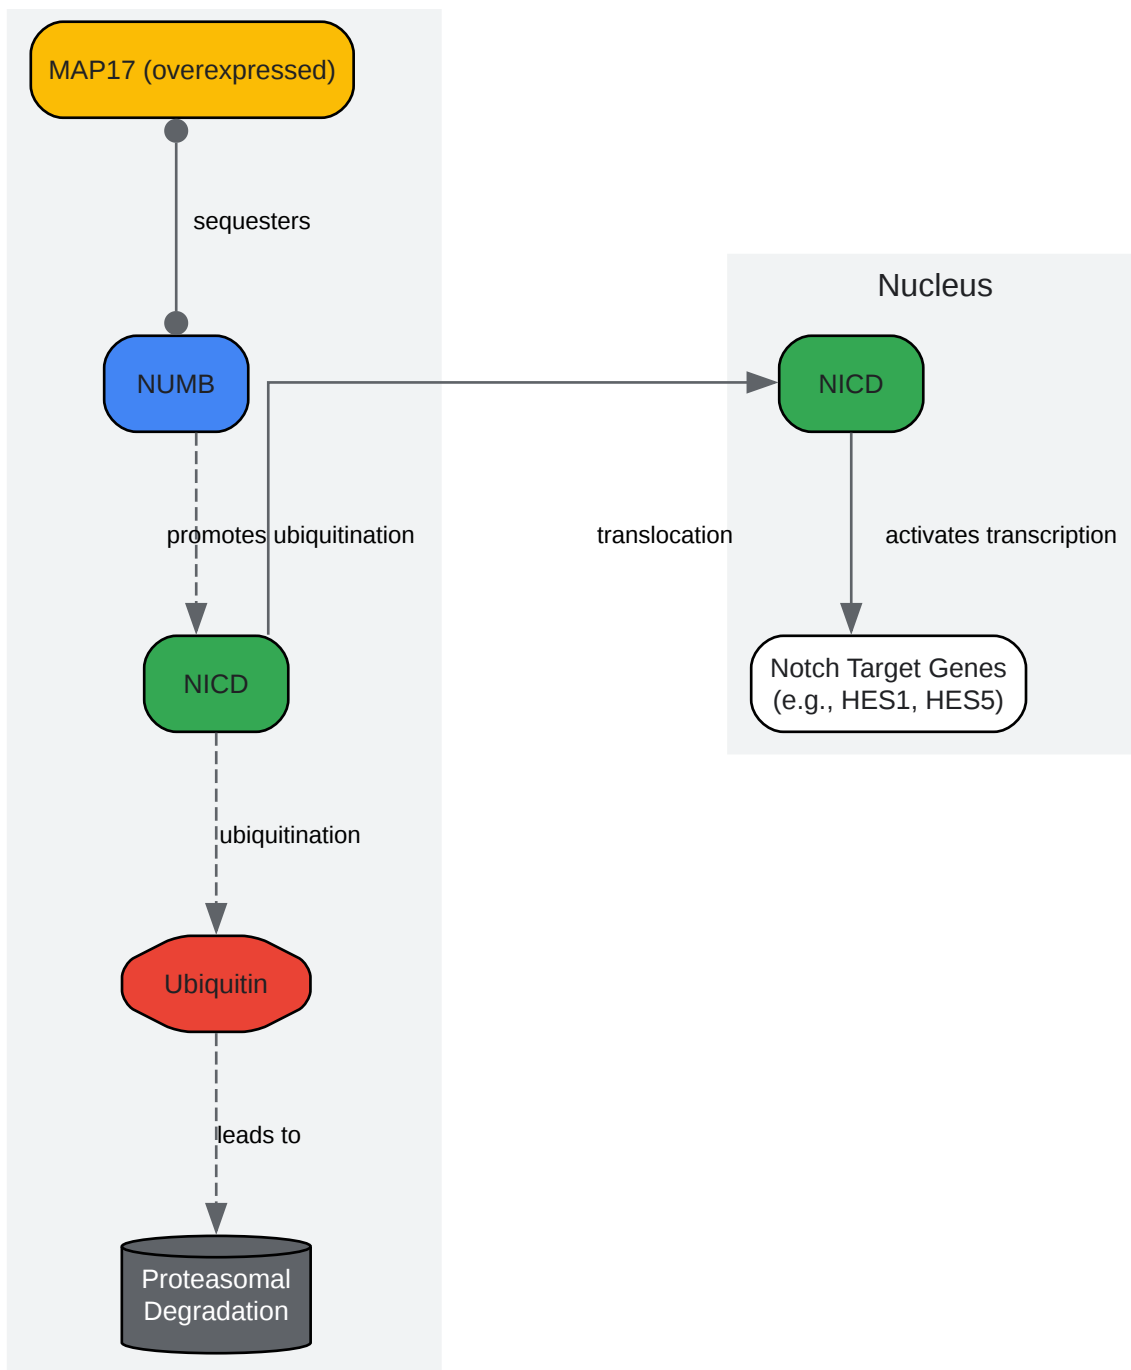 MAP17 (overexpressed)
sequesters
Nucleus
NUMB
NICD
promotes ubiquitination
translocation
activates transcription
NICD
Notch Target Genes
(e.g., HES1, HES5)
ubiquitination
Ubiquitin
leads to
Proteasomal
Degradation